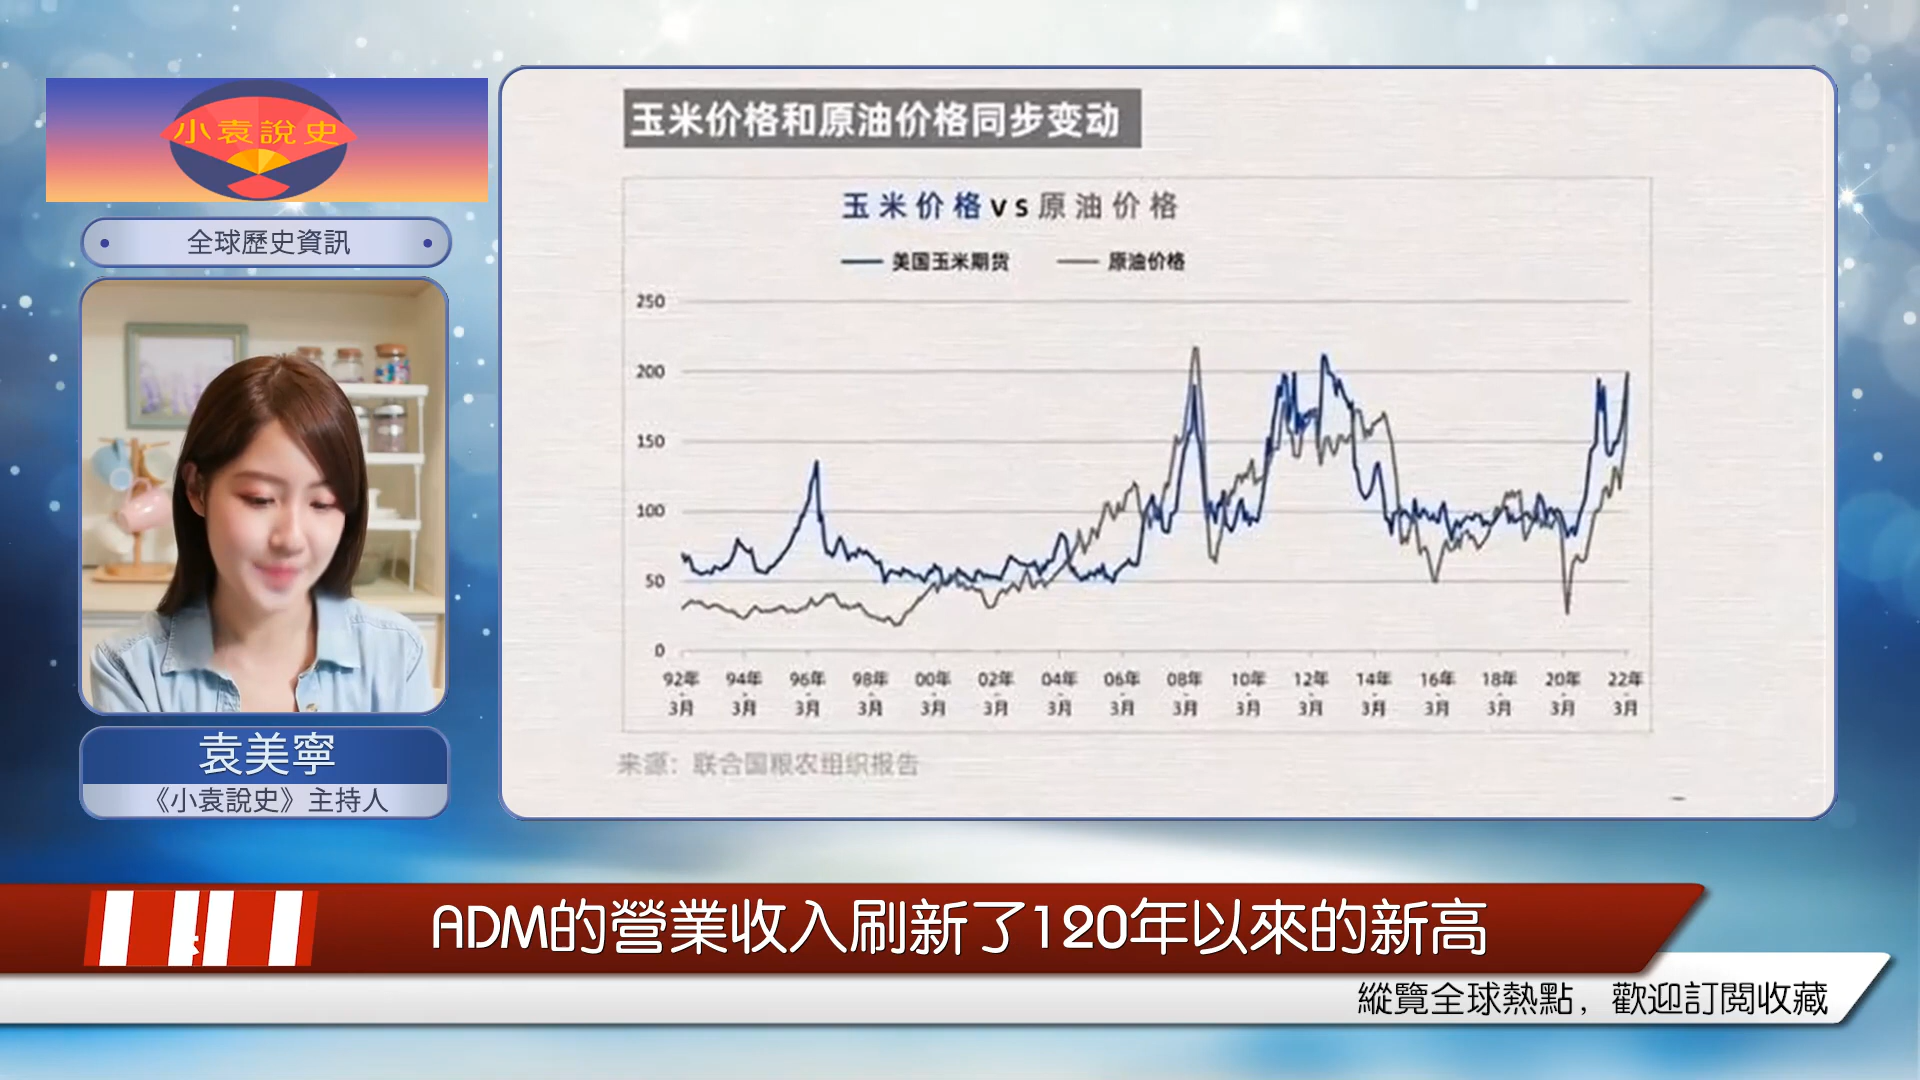 小袁說史
全球歷史資訊
袁美寧
《小袁說史》主持人
玉米价格和原油价格同步变动
玉米价格vs原油价格
美国玉米期货 原油价格
250
200
150
100
50
0
92年 94年 96年 98年 00年 02年 04年 06年 08年 10年 12年 14年 16年 18年 20年 22年
3月 3月 3月 3月 3月 3月 3月 3月 3月 3月 3月 3月 3月 3月 3月 3月
来源：联合国粮农组织报告
ADM的營業收入刷新了120年以來的新高
縱覽全球熱點，歡迎訂閱收藏